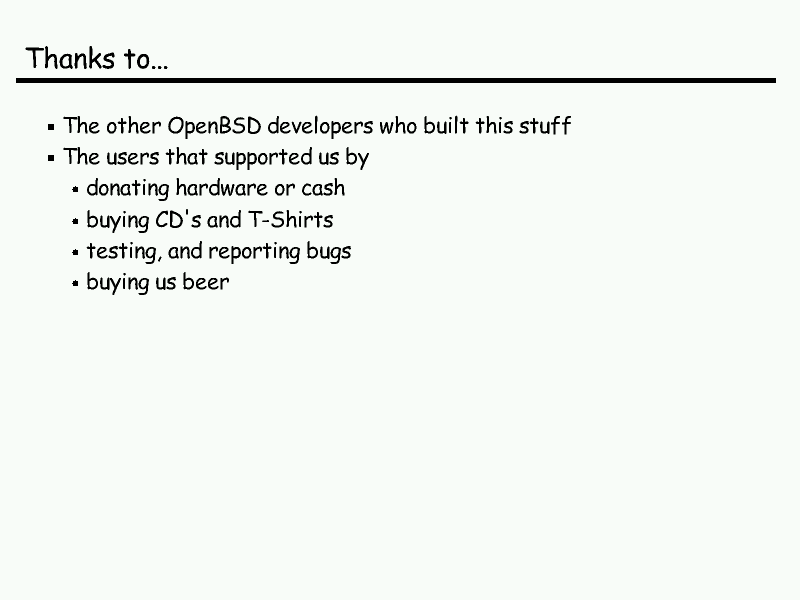 Thanks to...
The other OpenBSD developers who built this stuff
The users that supported us by
donating hardware or cash
buying CD's and T-Shirts
testing, and reporting bugs
buying us beer